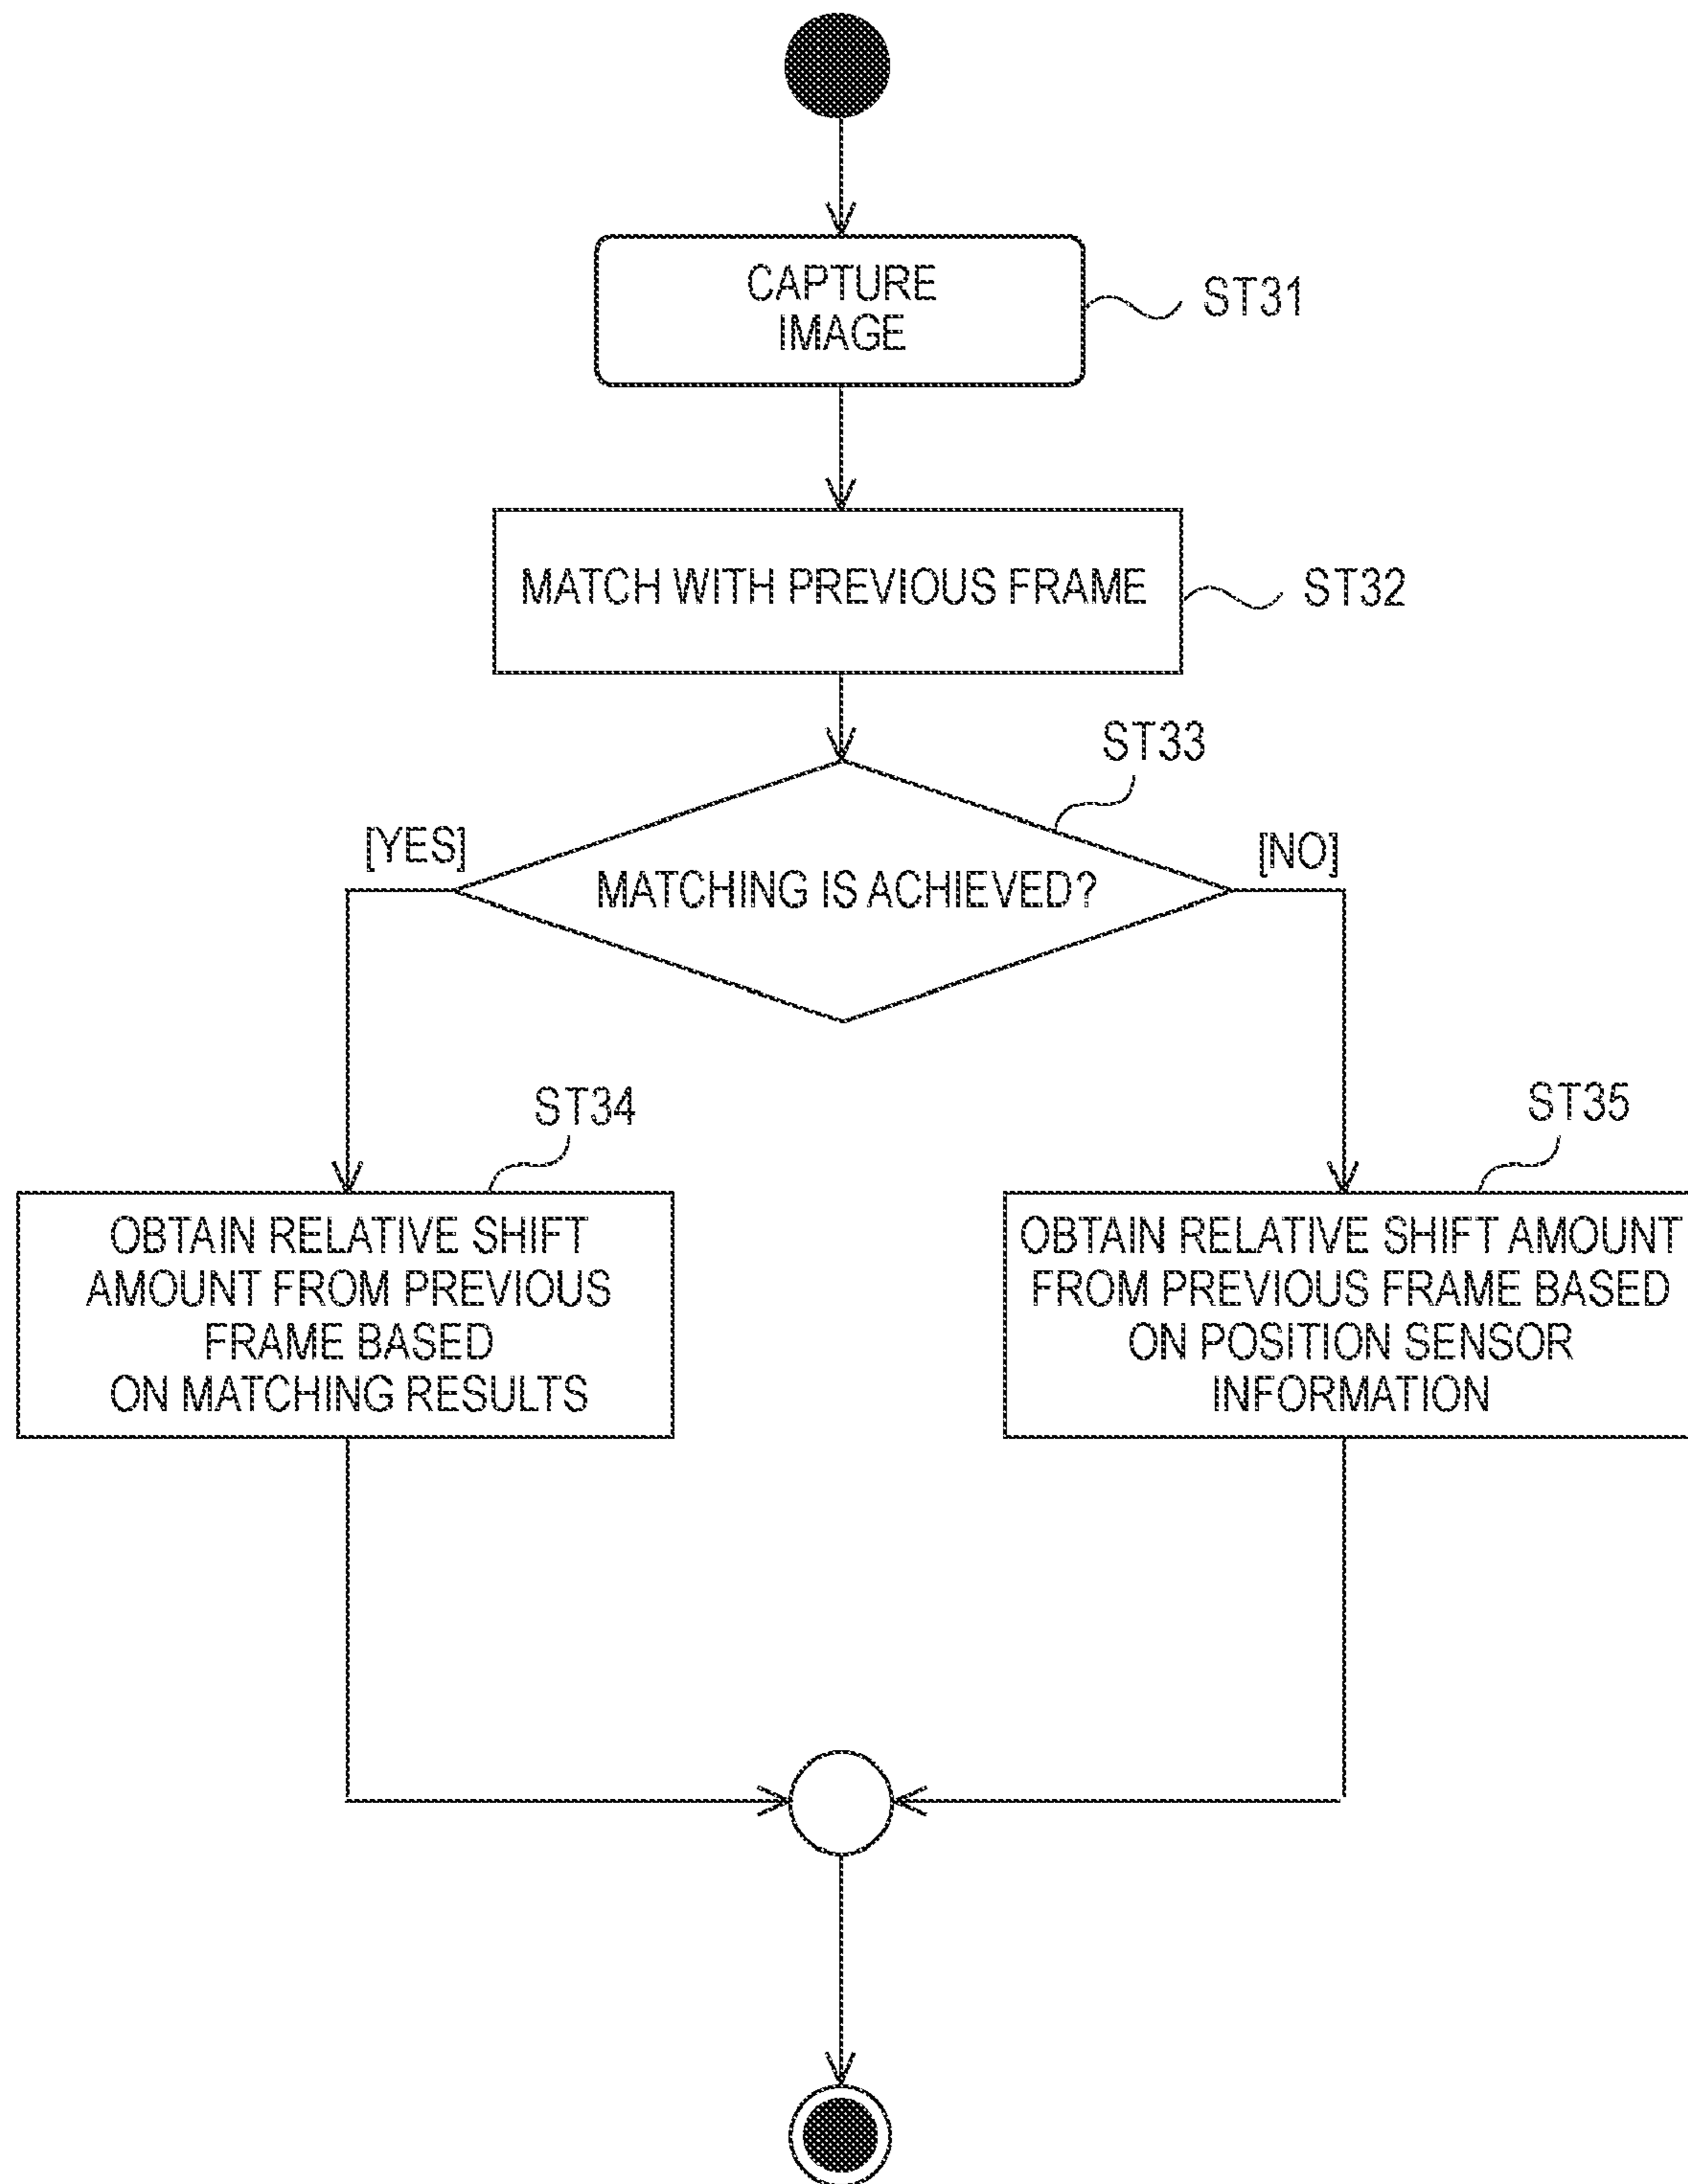 CAPTURE
IMAGE
ST31
MATCH WITH PREVIOUS FRAME
ST32
ST33
[YES]
[NO]
MATCHING IS ACHIEVED?
ST34
ST35
OBTAIN RELATIVE SHIFT
AMOUNT FROM PREVIOUS
FRAME BASED
ON MATCHING RESULTS
OBTAIN RELATIVE SHIFT AMOUNT
FROM PREVIOUS FRAME BASED
ON POSITION SENSOR
INFORMATION